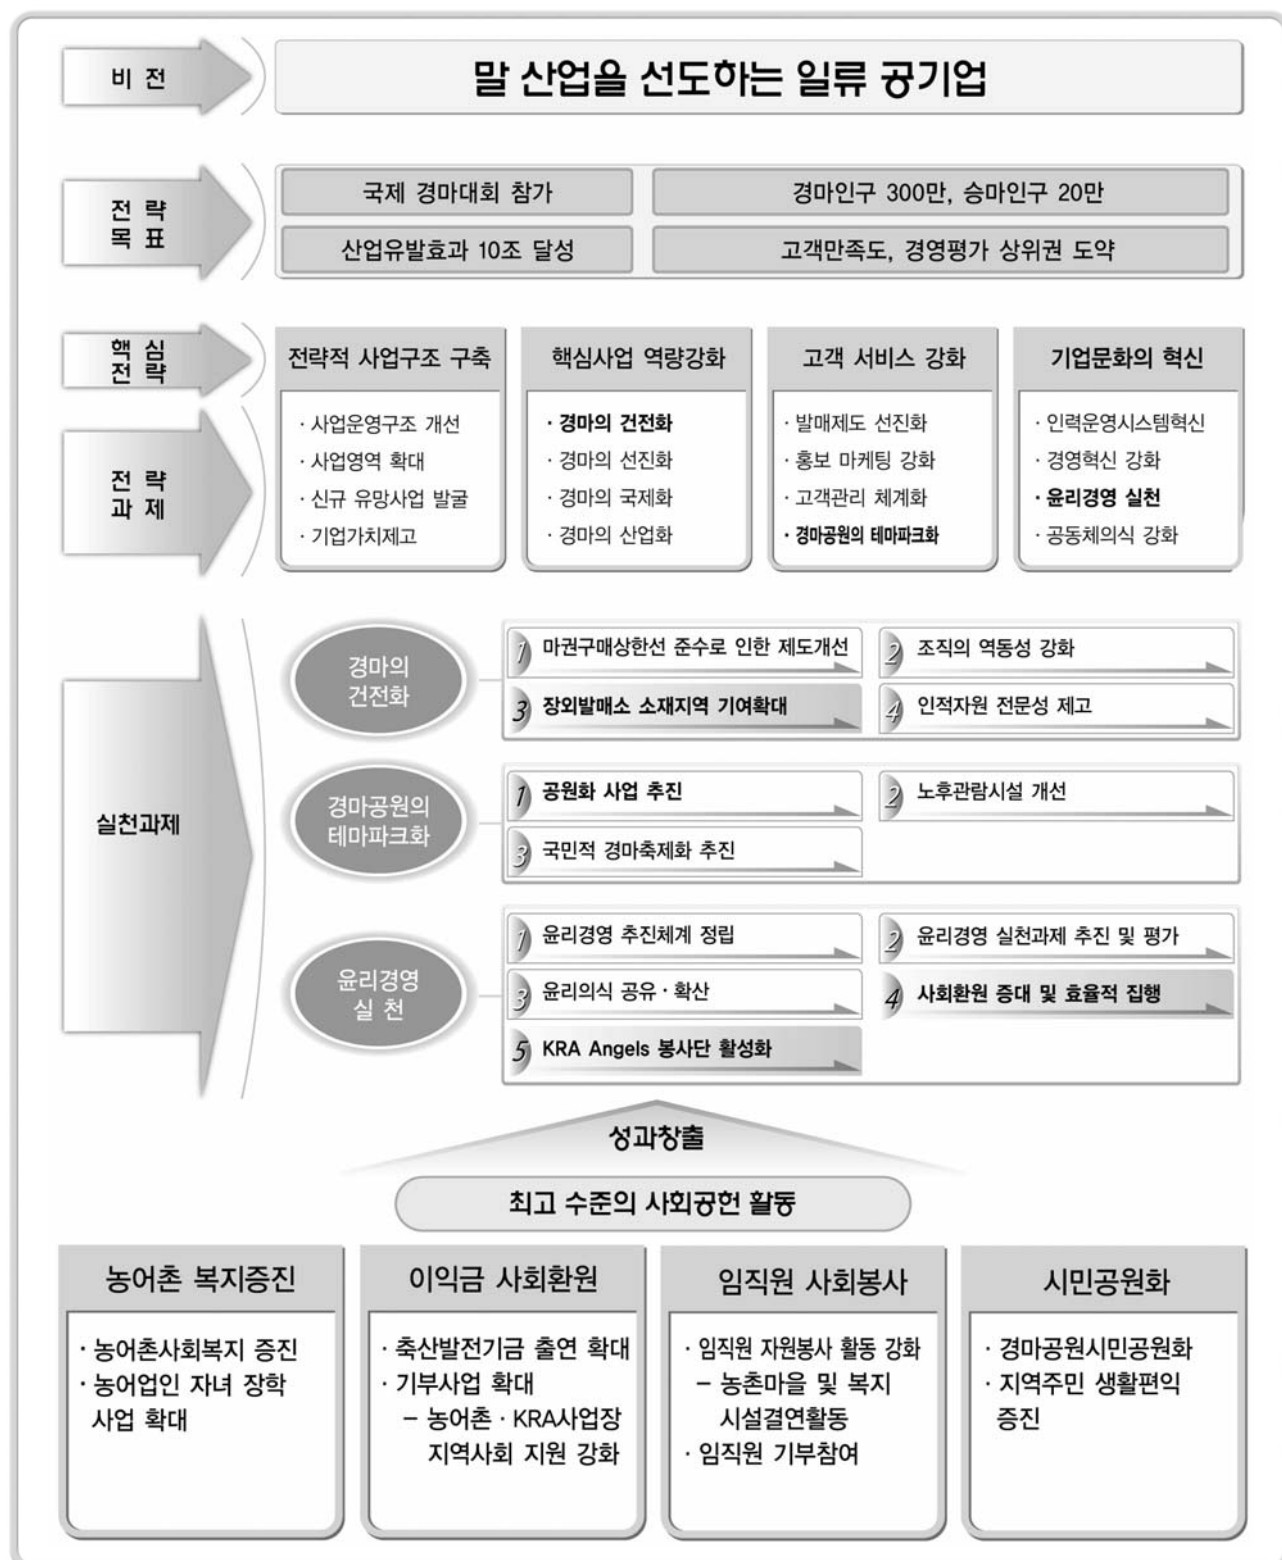 비 전
말 산업을 선도하는 일류 공기업
전 략
목 표
국제 경마대회 참가
경마인구 300만, 승마인구 20만
산업유발효과 10조 달성
고객만족도, 경영평가 상위권 도약
핵 심
전 략
전략적 사업구조 구축
핵심사업 역량강화
고객 서비스 강화
기업문화의 혁신
전 략
과 제
· 사업운영구조 개선
· 사업영역 확대
· 신규 유망사업 발굴
· 기업가치제고
· 경마의 건전화
· 경마의 선진화
· 경마의 국제화
· 경마의 산업화
· 발매제도 선진화
· 홍보 마케팅 강화
· 고객관리 체계화
· 경마공원의 테마파크화
· 인력운영시스템혁신
· 경영혁신 강화
· 윤리경영 실천
· 공동체의식 강화
실천과제
경마의
건전화
1 마권구매상한선 준수로 인한 제도개선
2 조직의 역동성 강화
3 장외발매소 소재지역 기여확대
4 인적자원 전문성 제고
경마공원의
테마파크화
1 공원화 사업 추진
2 노후관람시설 개선
3 국민적 경마축제화 추진
윤리경영
실 천
1 윤리경영 추진체계 정립
2 윤리경영 실천과제 추진 및 평가
3 윤리의식 공유 · 확산
4 사회환원 증대 및 효율적 집행
5 KRA Angels 봉사단 활성화
성과창출
최고 수준의 사회공헌 활동
농어촌 복지증진
· 농어촌사회복지 증진
· 농어업인 자녀 장학
사업 확대
이익금 사회환원
· 축산발전기금 출연 확대
· 기부사업 확대
– 농어촌 · KRA사업장
지역사회 지원 강화
임직원 사회봉사
· 임직원 자원봉사 활동 강화
– 농촌마을 및 복지
시설결연활동
· 임직원 기부참여
시민공원화
· 경마공원시민공원화
· 지역주민 생활편익
증진